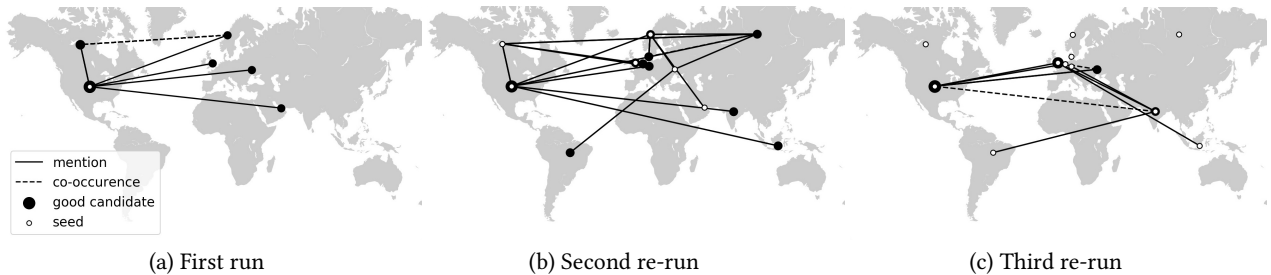 mention
co-occurence
good candidate
seed
(a) First run
(b) Second re-run
(c) Third re-run